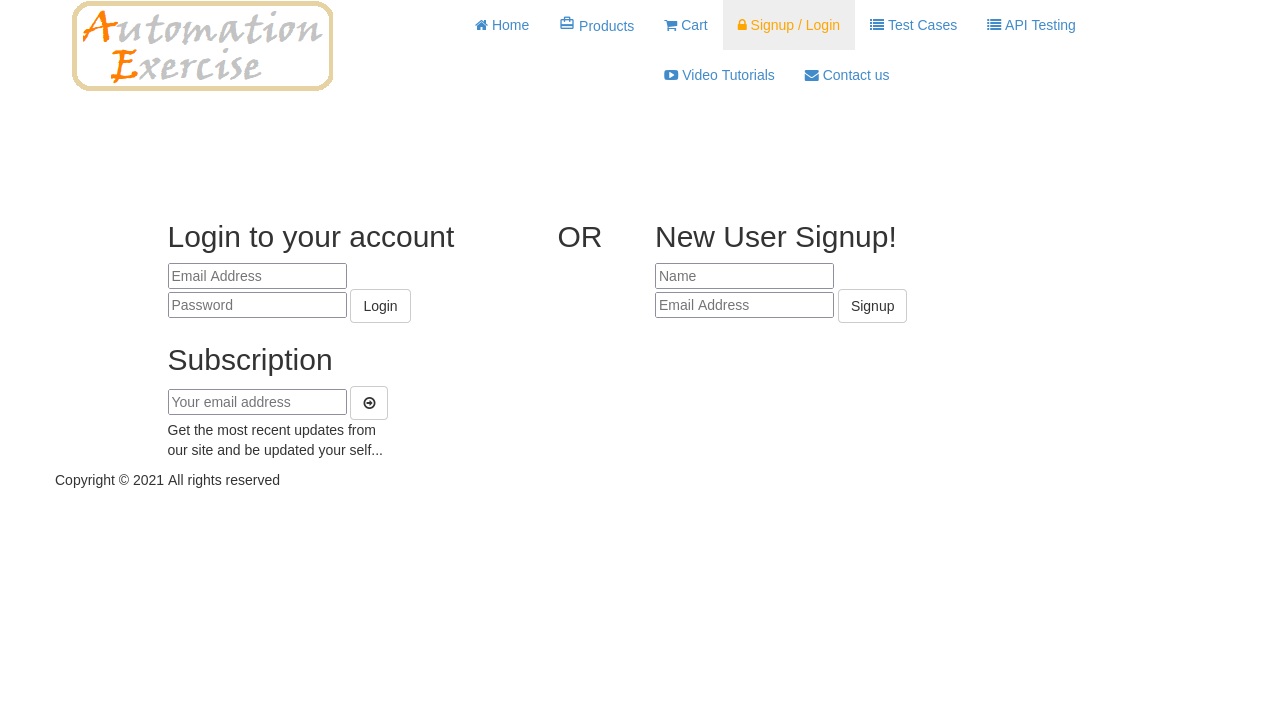 Automation
Exercise
Home
Products
Cart
Signup / Login
Test Cases
API Testing
Video Tutorials
Contact us
Login to your account
Email Address
Password
Login
OR
New User Signup!
Name
Email Address
Signup
Subscription
Your email address
Get the most recent updates from
our site and be updated your self...
Copyright © 2021 All rights reserved